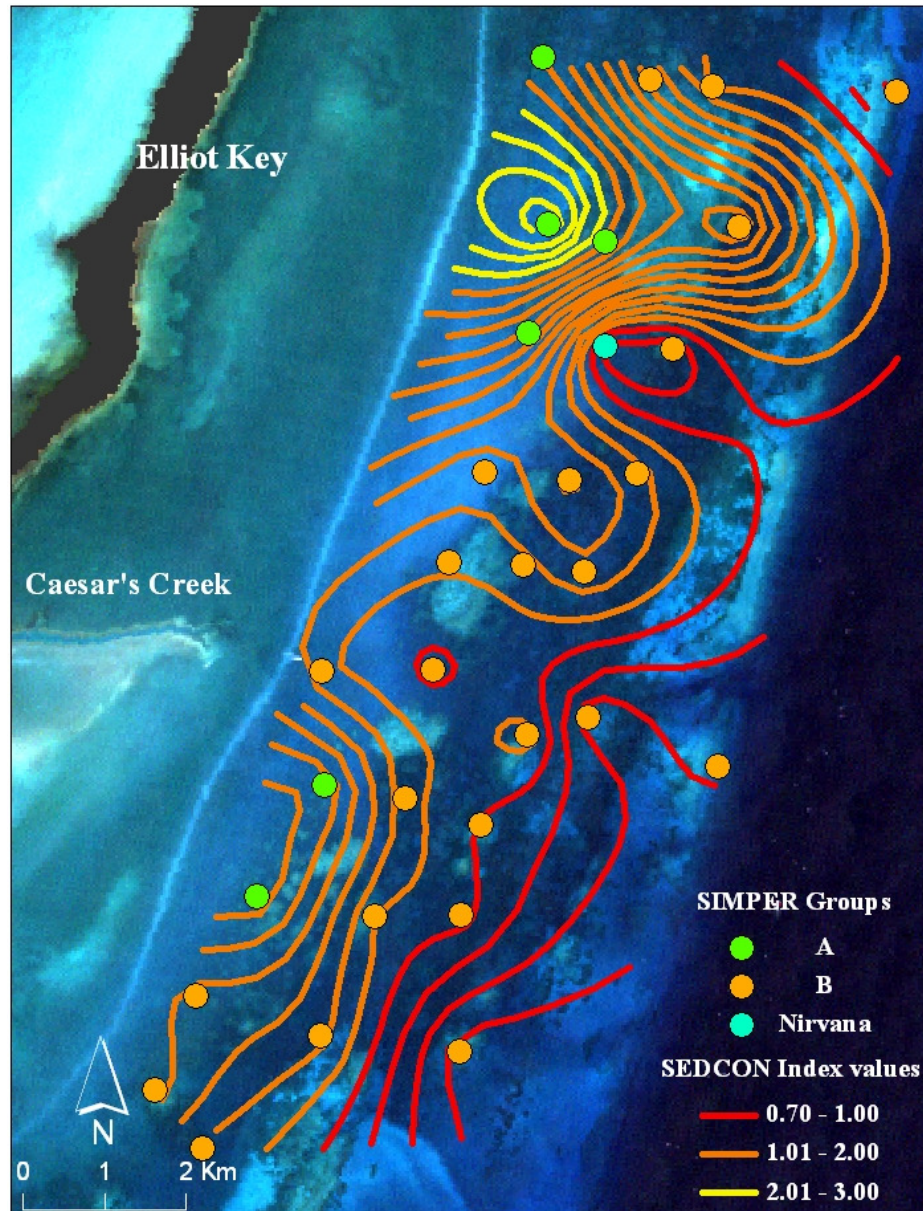 Elliot Key
Caesar's Creek
SIMPER Groups
A
B
Nirvana
SEDCON Index values
0.70 - 1.00
1.01 - 2.00
2.01 - 3.00
N
0 1 2 Km